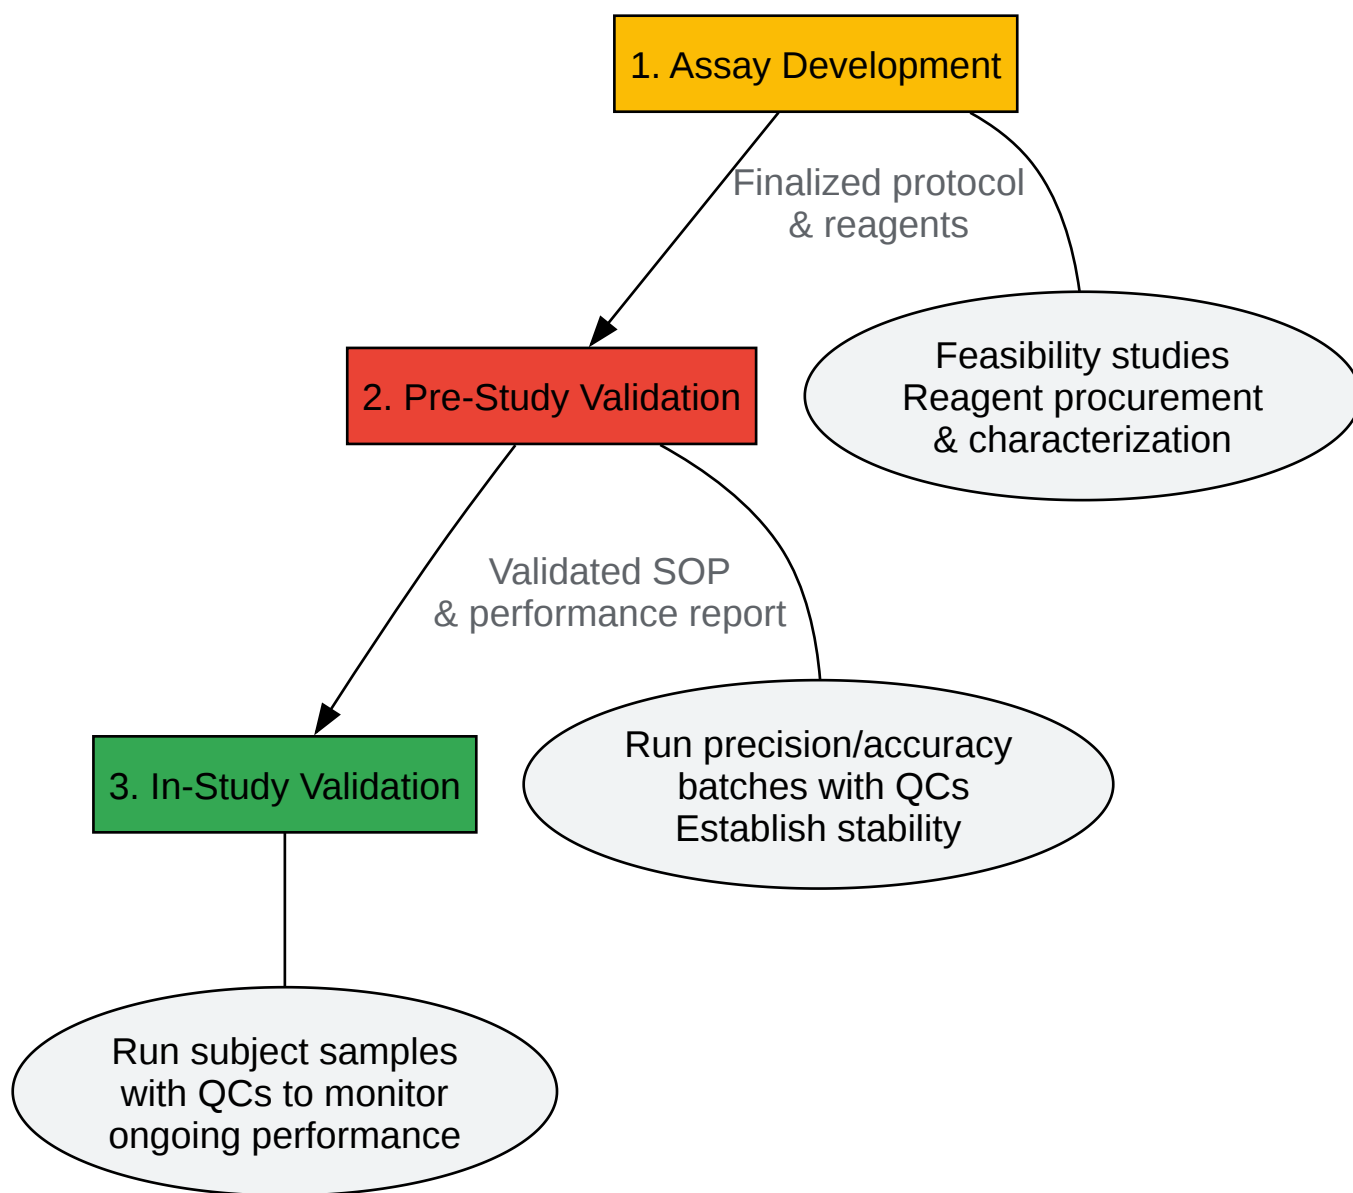 1. Assay Development
Finalized protocol
& reagents
Feasibility studies
Reagent procurement
& characterization
2. Pre-Study Validation
Validated SOP
& performance report
Run precision/accuracy
batches with QCs
Establish stability
3. In-Study Validation
Run subject samples
with QCs to monitor
ongoing performance